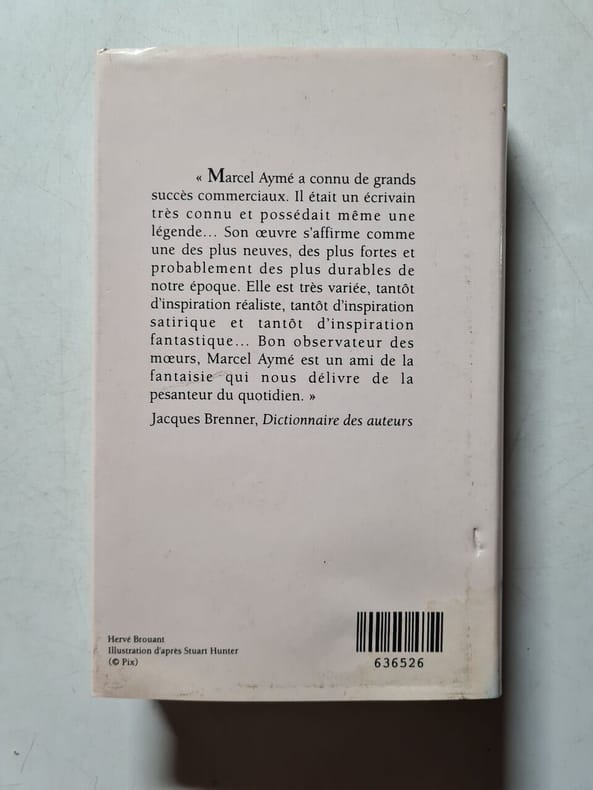 « Marcel Aymé a connu de grands
succès commerciaux. Il était un écrivain
très connu et possédait même une
légende... Son œuvre s'affirme comme
une des plus neuves, des plus fortes et
probablement des plus durables de
notre époque. Elle est très variée, tantôt
d'inspiration réaliste, tantôt d'inspiration
satirique et tantôt d'inspiration
fantastique... Bon observateur des
mœurs, Marcel Aymé est un ami de la
fantaisie qui nous délivre de la
pesanteur du quotidien. »
Jacques Brenner, Dictionnaire des auteurs
Hervé Brouant
Illustration d'après Stuart Hunter
(© Pix)
636526